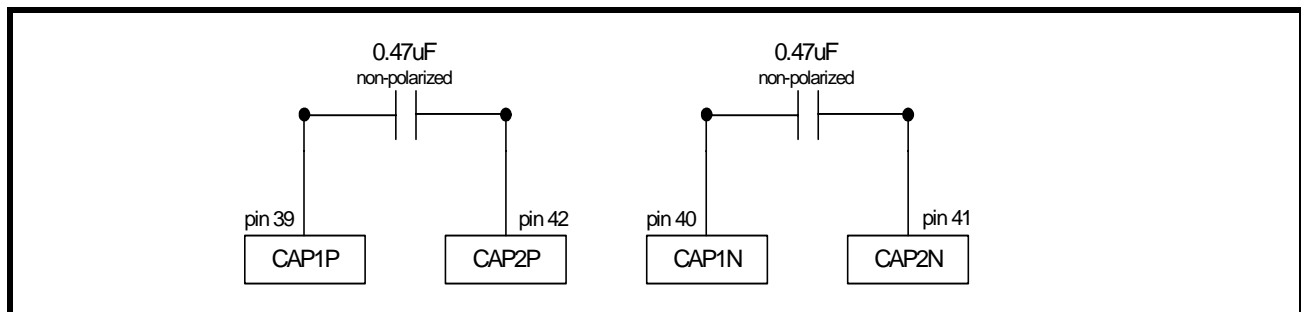 0.47uF
non-polarized
0.47uF
non-polarized
pin 39
pin 42
pin 40
pin 41
CAP1P
CAP2P
CAP1N
CAP2N